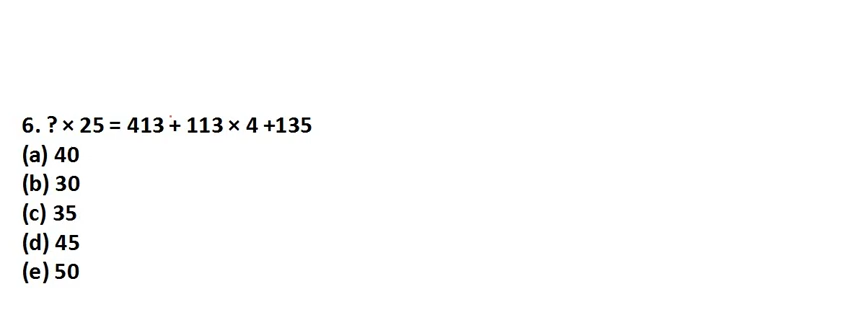 6. ? × 25 = 413 + 113 × 4 +135
(a) 40
(b) 30
(c) 35
(d) 45
(e) 50